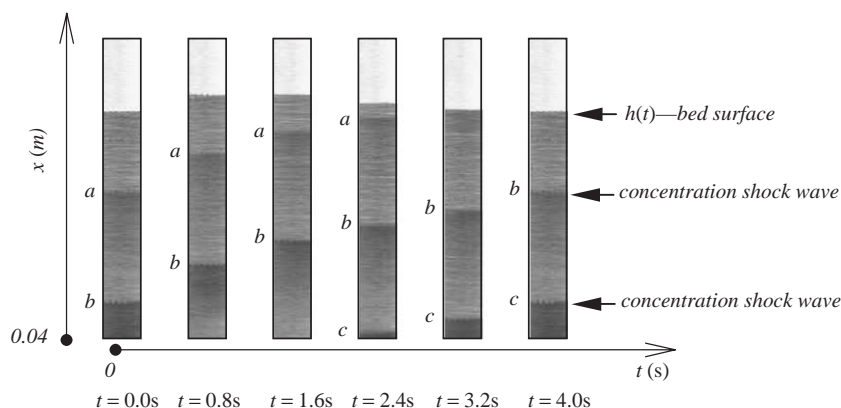 x (m)
h(t)—bed surface
a
a
a
a
b
concentration shock wave
a
b
b
b
b
b
c
c
c
concentration shock wave
0.04
0
t (s)
t = 0.0s t = 0.8s t = 1.6s t = 2.4s t = 3.2s t = 4.0s